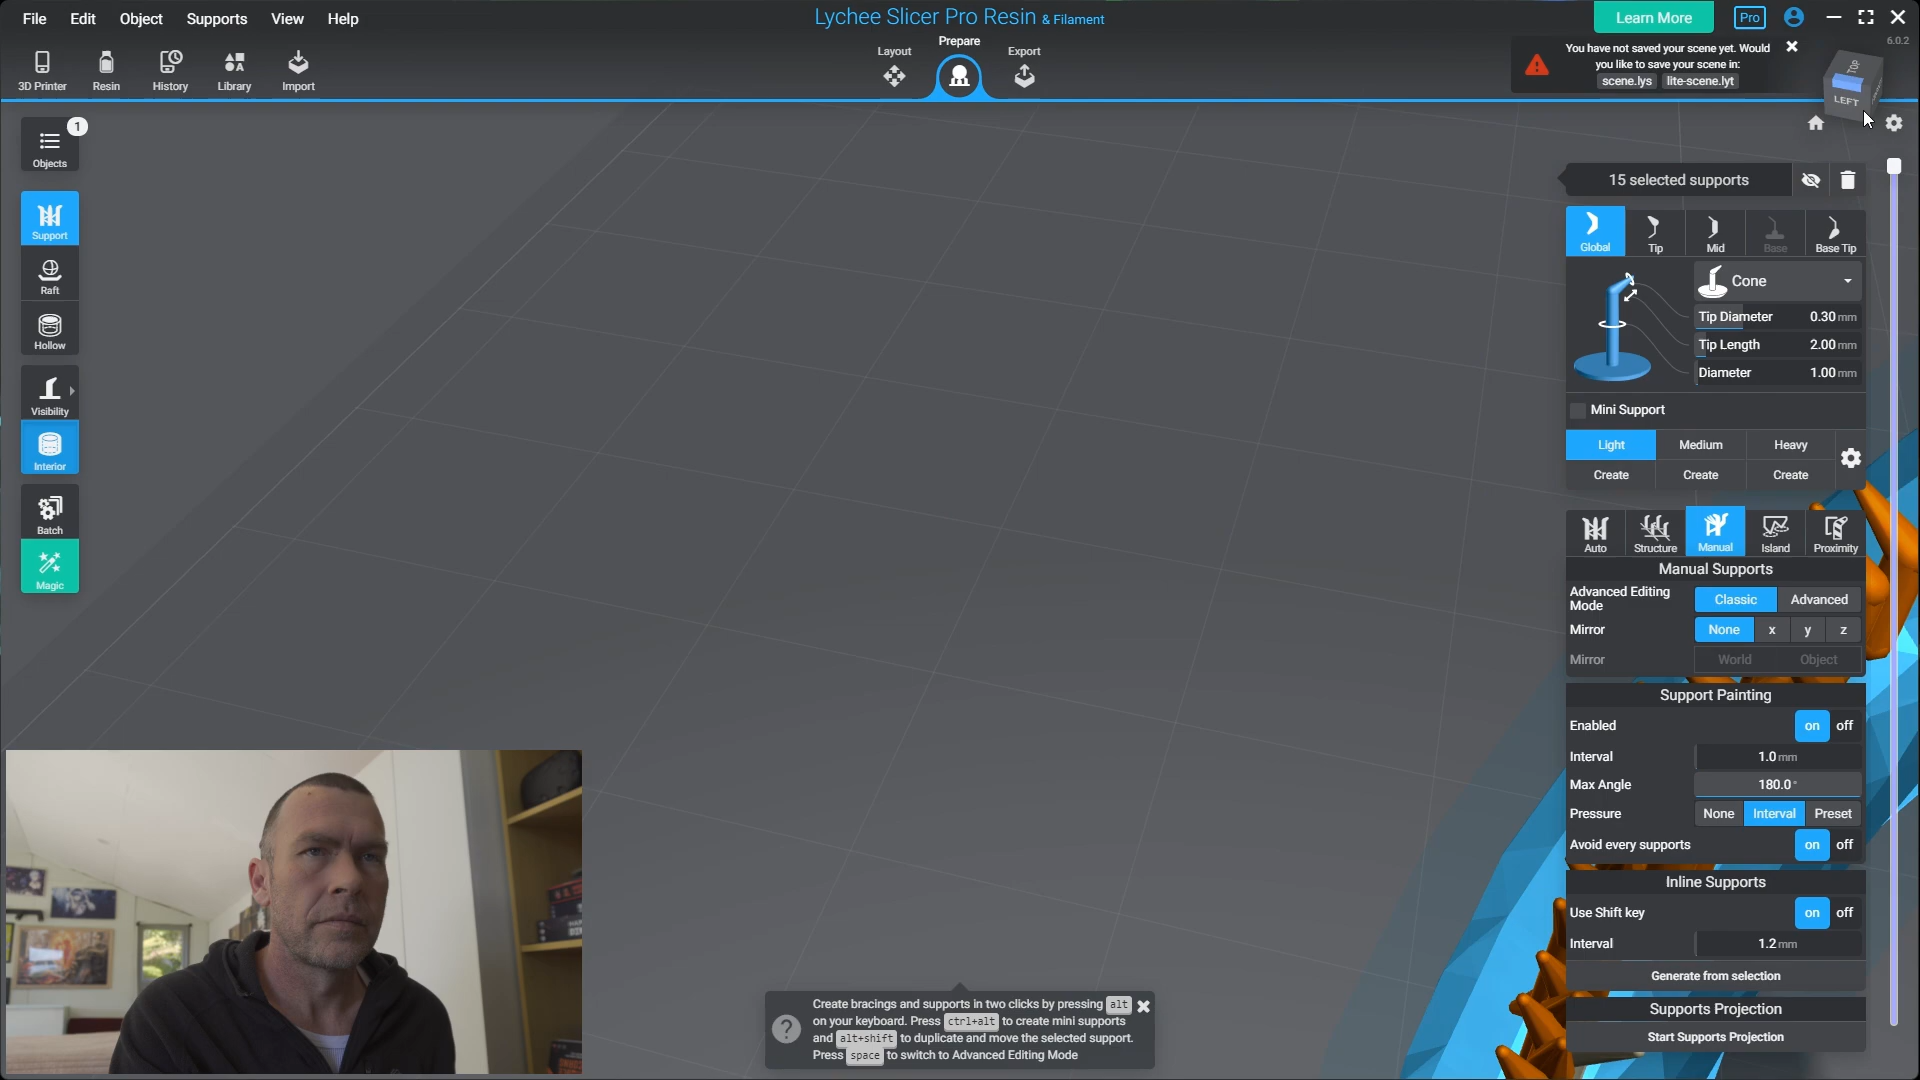 File Edit Object Supports View Help
Lychee Slicer Pro Resin & Filament
Learn More
Pro
6.0.2
3D Printer
Resin
History
Library
Import
Layout
Prepare
Export
You have not saved your scene yet. Would
you like to save your scene in:
scene.lys lite-scene.lyt
TOP
LEFT
1
Objects
Support
Raft
Hollow
Visibility
Interior
Batch
Magic
15 selected supports
Global Tip Mid Base Base Tip
Cone
Tip Diameter 0.30 mm
Tip Length 2.00 mm
Diameter 1.00 mm
Mini Support
Light Medium Heavy
Create Create Create
Auto Structure Manual Island Proximity
Manual Supports
Advanced Editing
Mode
Classic Advanced
Mirror None x y z
Mirror World Object
Support Painting
Enabled on off
Interval 1.0 mm
Max Angle 180.0 °
Pressure None Interval Preset
Avoid every supports on off
Inline Supports
Use Shift key on off
Interval 1.2 mm
Generate from selection
Supports Projection
Start Supports Projection
?
Create bracings and supports in two clicks by pressing alt
on your keyboard. Press ctrl+alt to create mini supports
and alt+shift to duplicate and move the selected support.
Press space to switch to Advanced Editing Mode